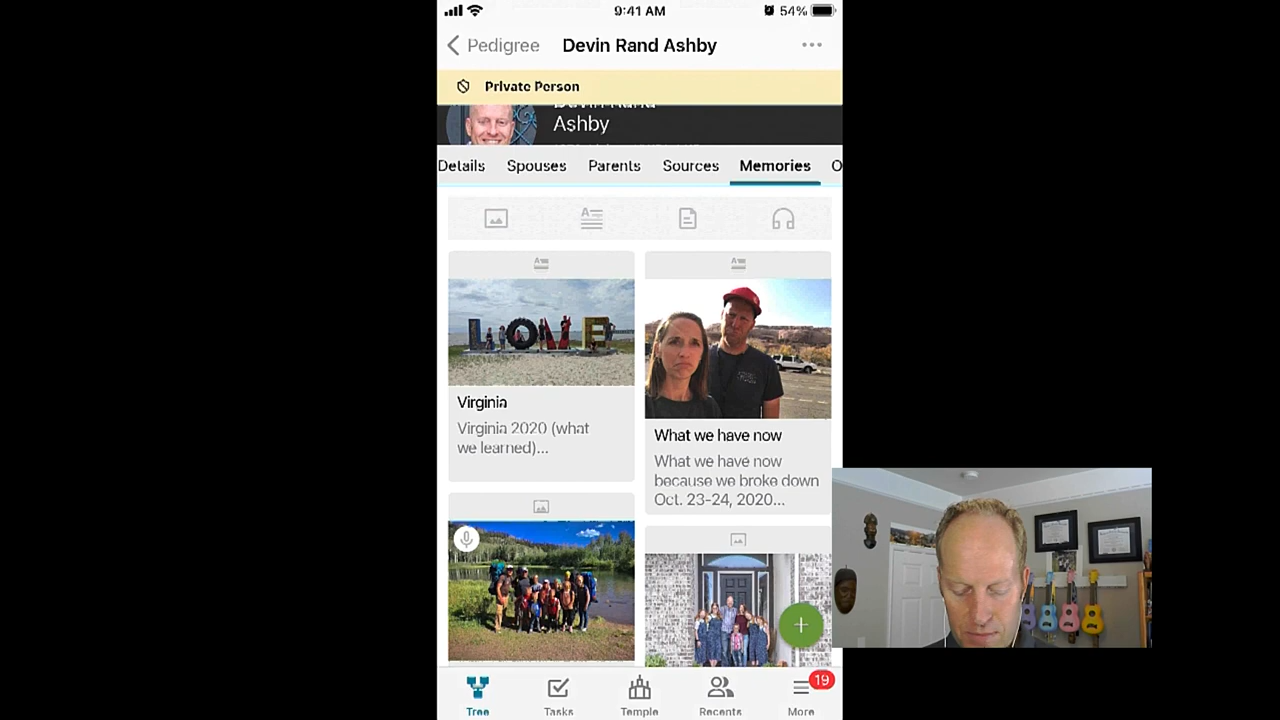 9:41 AM
54%
Pedigree
Devin Rand Ashby
Private Person
Devin Rand
Ashby
Details
Spouses
Parents
Sources
Memories
O
LOVE
Virginia
Virginia 2020 (what
we learned)...
What we have now
What we have now
because we broke down
Oct. 23-24, 2020...
Tree
Tasks
Temple
Recents
More
19